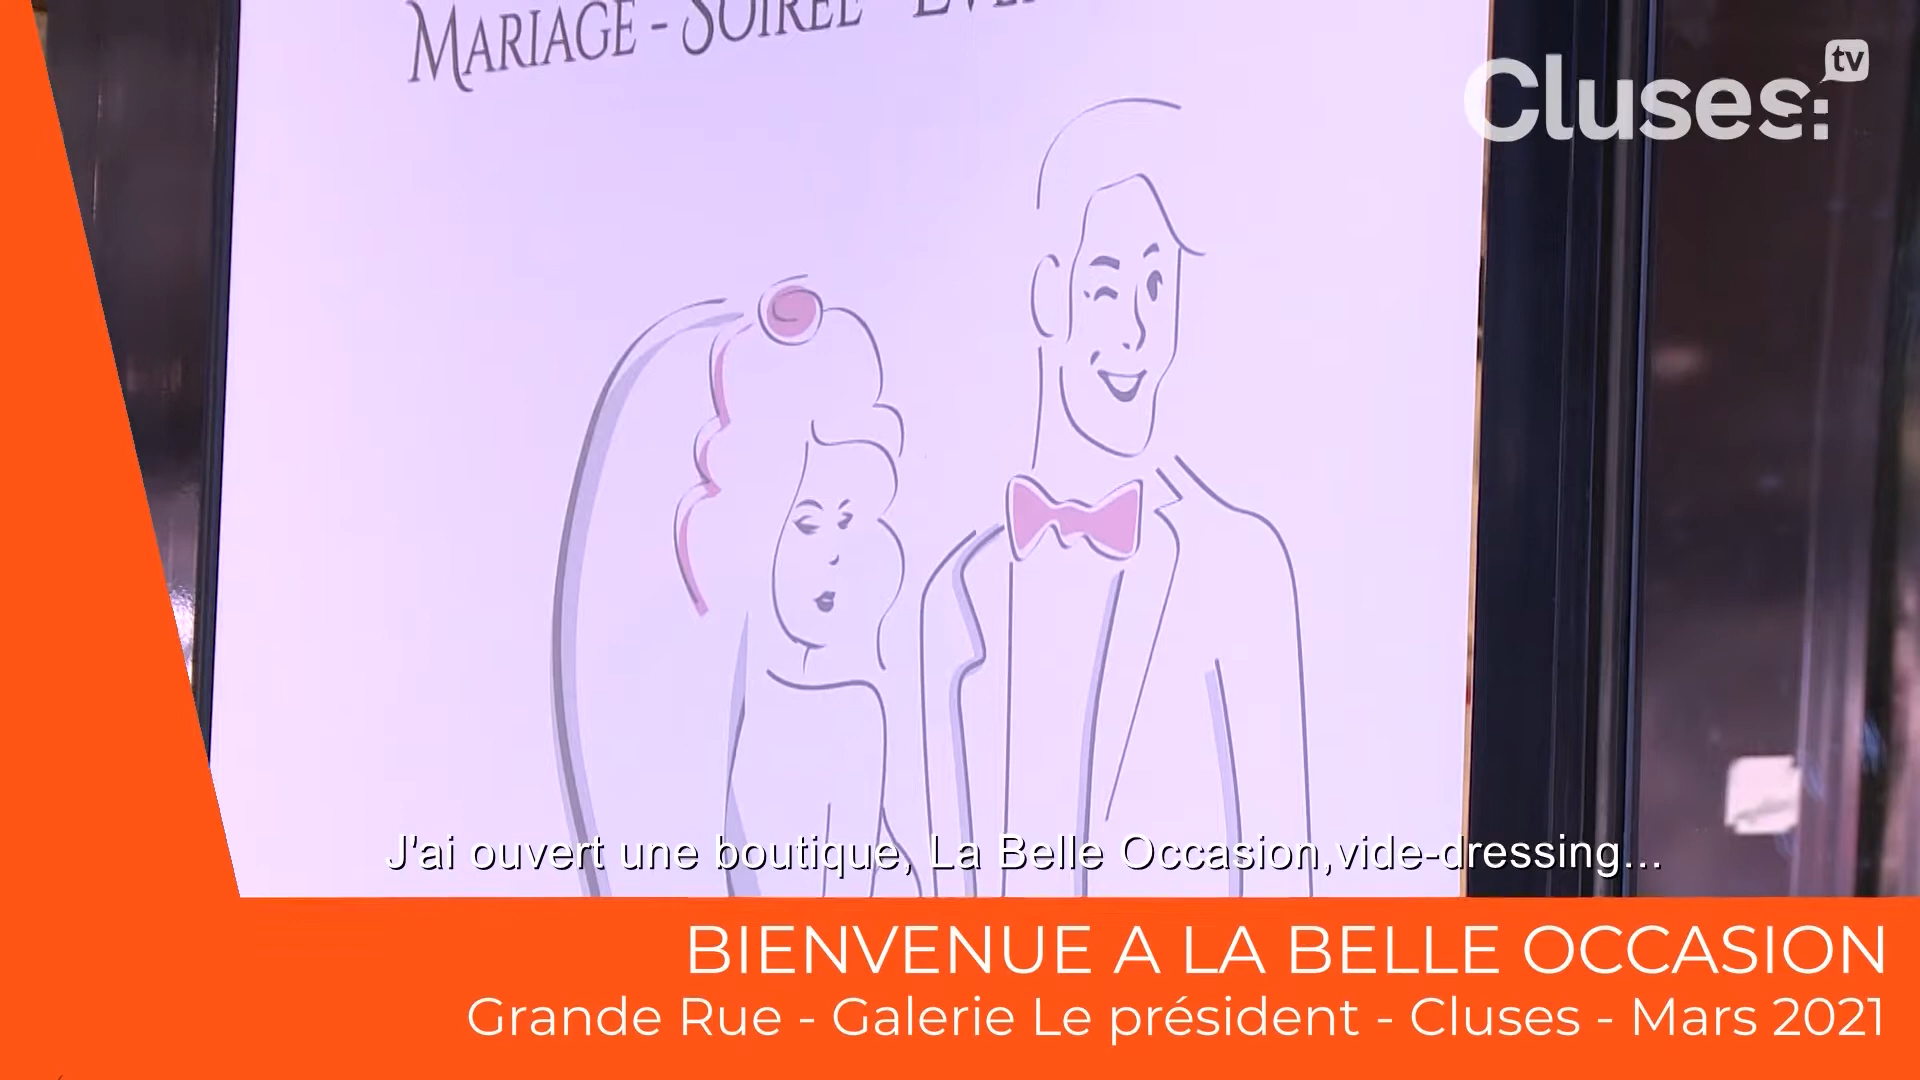 MARIAGE - SOIRÉE -
Cluses:
tv
J'ai ouvert une boutique, La Belle Occasion,vide-dressing...
BIENVENUE A LA BELLE OCCASION
Grande Rue - Galerie Le président - Cluses - Mars 2021